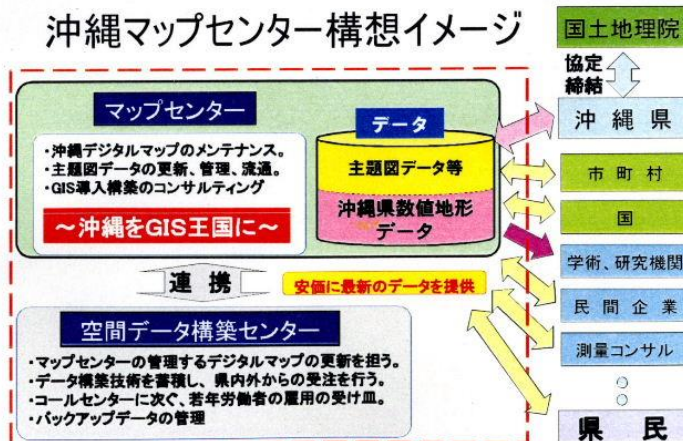 沖縄マップセンター構想イメージ
国土地理院
協定
締結
沖縄県
市町村
国
学術、研究機関
民間企業
測量コンサル
県民
マップセンター
・沖縄デジタルマップのメンテナンス。
・主題図データの更新、管理、流通。
・GIS導入構築のコンサルティング
～沖縄をGIS王国に～
データ
主題図データ等
沖縄県数値地形
データ
連携
安価に最新のデータを提供
空間データ構築センター
・マップセンターの管理するデジタルマップの更新を担う。
・データ構築技術を蓄積し、県内外からの受注を行う。
・コールセンターに次ぐ、若年労働者の雇用の受け皿。
・バックアップデータの管理